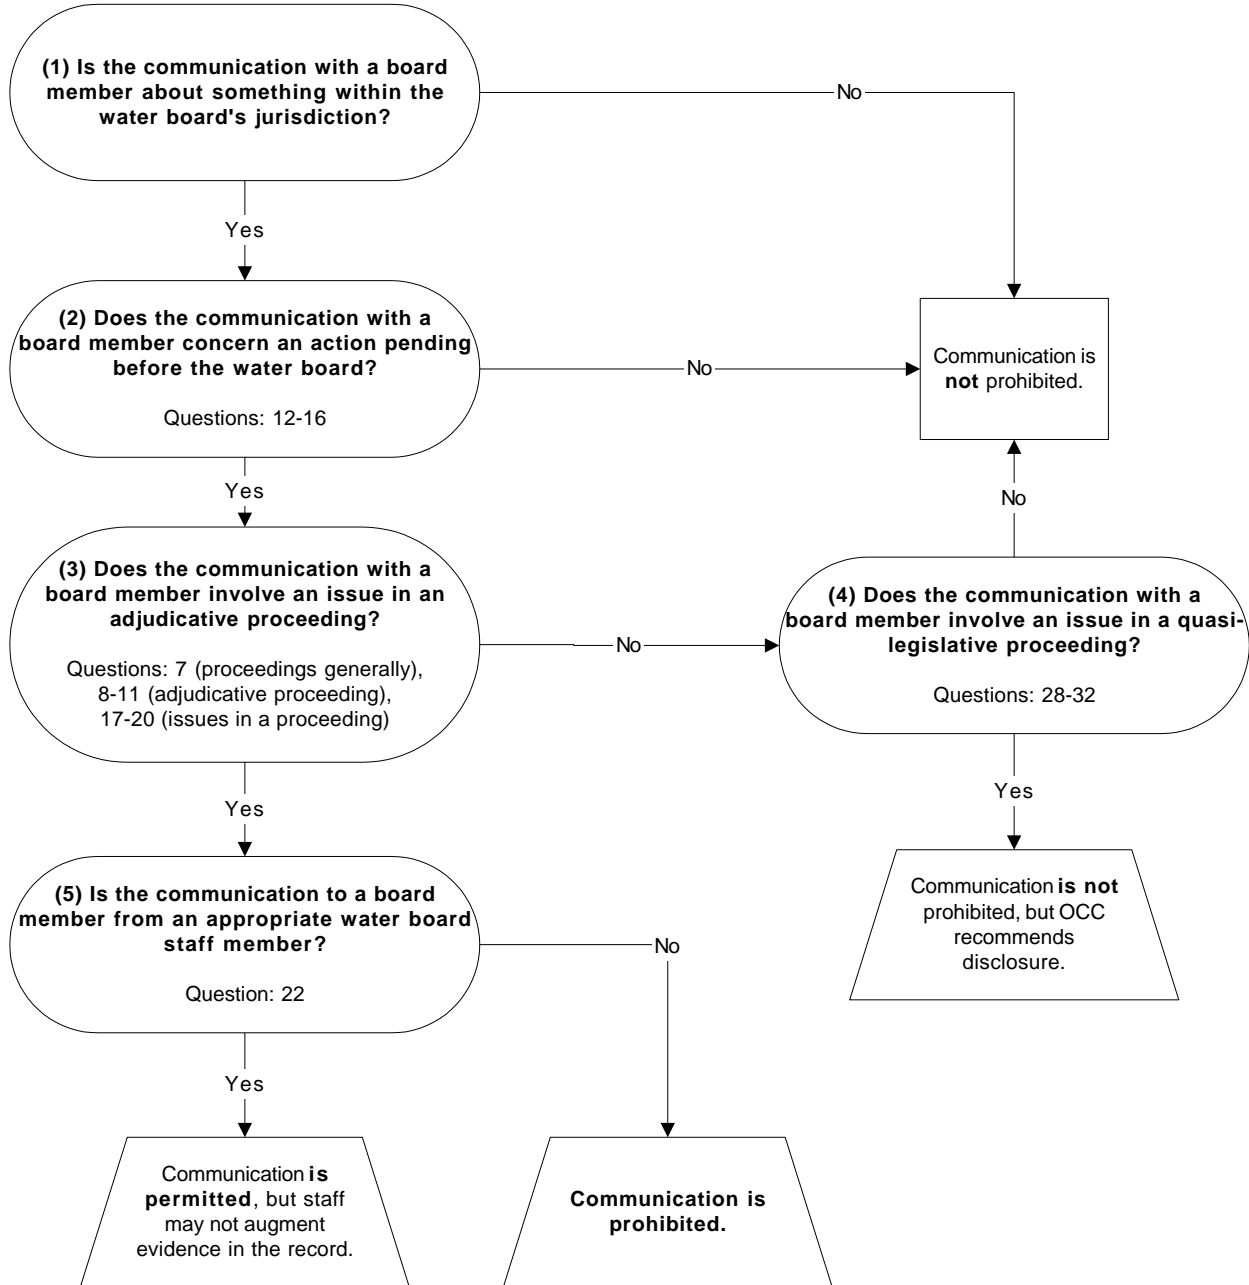 (1) Is the communication with a board
member about something within the
water board's jurisdiction?
No
Yes
(2) Does the communication with a
board member concern an action pending
before the water board?
Questions: 12-16
No
Communication is
not prohibited.
Yes
No
(3) Does the communication with a
board member involve an issue in an
adjudicative proceeding?
Questions: 7 (proceedings generally),
8-11 (adjudicative proceeding),
17-20 (issues in a proceeding)
No
(4) Does the communication with a
board member involve an issue in a quasi-
legislative proceeding?
Questions: 28-32
Yes
Yes
(5) Is the communication to a board
member from an appropriate water board
staff member?
Question: 22
No
Communication is not
prohibited, but OCC
recommends
disclosure.
Yes
Communication is
permitted, but staff
may not augment
evidence in the record.
Communication is
prohibited.